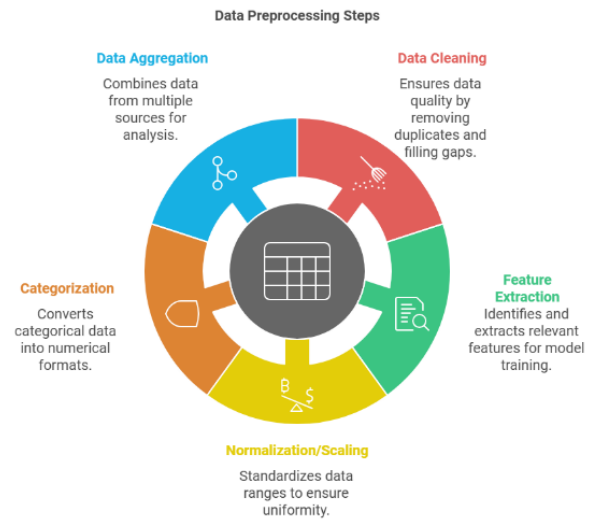 Data Preprocessing Steps
Data Aggregation
Combines data
from multiple
sources for
analysis.
Data Cleaning
Ensures data
quality by
removing
duplicates and
filling gaps.
Categorization
Converts
categorical data
into numerical
formats.
Feature
Extraction
Identifies and
extracts relevant
features for model
training.
B
$
Normalization/Scaling
Standardizes data
ranges to ensure
uniformity.